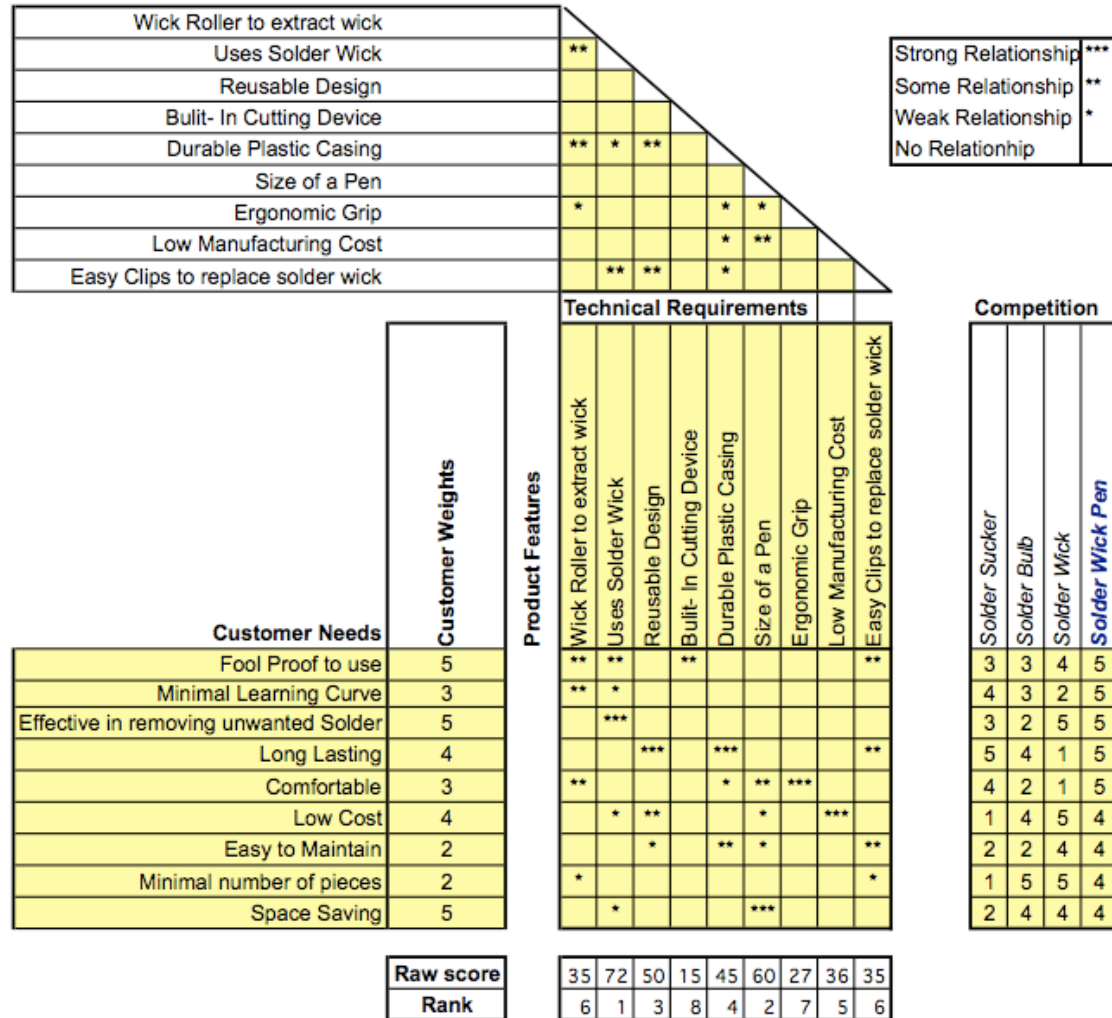 Wick Roller to extract wick
Uses Solder Wick **
Reusable Design
Bulit- In Cutting Device
Durable Plastic Casing ** * **
Size of a Pen
Ergonomic Grip * * *
Low Manufacturing Cost * **
Easy Clips to replace solder wick ** ** *
Strong Relationship ***
Some Relationship **
Weak Relationship *
No Relationhip
Technical Requirements
Competition
Customer Needs
Customer Weights
Product Features
Wick Roller to extract wick
Uses Solder Wick
Reusable Design
Bulit- In Cutting Device
Durable Plastic Casing
Size of a Pen
Ergonomic Grip
Low Manufacturing Cost
Easy Clips to replace solder wick
Solder Sucker
Solder Bulb
Solder Wick
Solder Wick Pen
Fool Proof to use 5 ** ** ** ** 3 3 4 5
Minimal Learning Curve 3 ** * 4 3 2 5
Effective in removing unwanted Solder 5 *** 3 2 5 5
Long Lasting 4 *** *** ** 5 4 1 5
Comfortable 3 ** * ** *** 4 2 1 5
Low Cost 4 * ** * *** 1 4 5 4
Easy to Maintain 2 * ** * ** 2 2 4 4
Minimal number of pieces 2 * * 1 5 5 4
Space Saving 5 * *** 2 4 4 4
Raw score 35 72 50 15 45 60 27 36 35
Rank 6 1 3 8 4 2 7 5 6